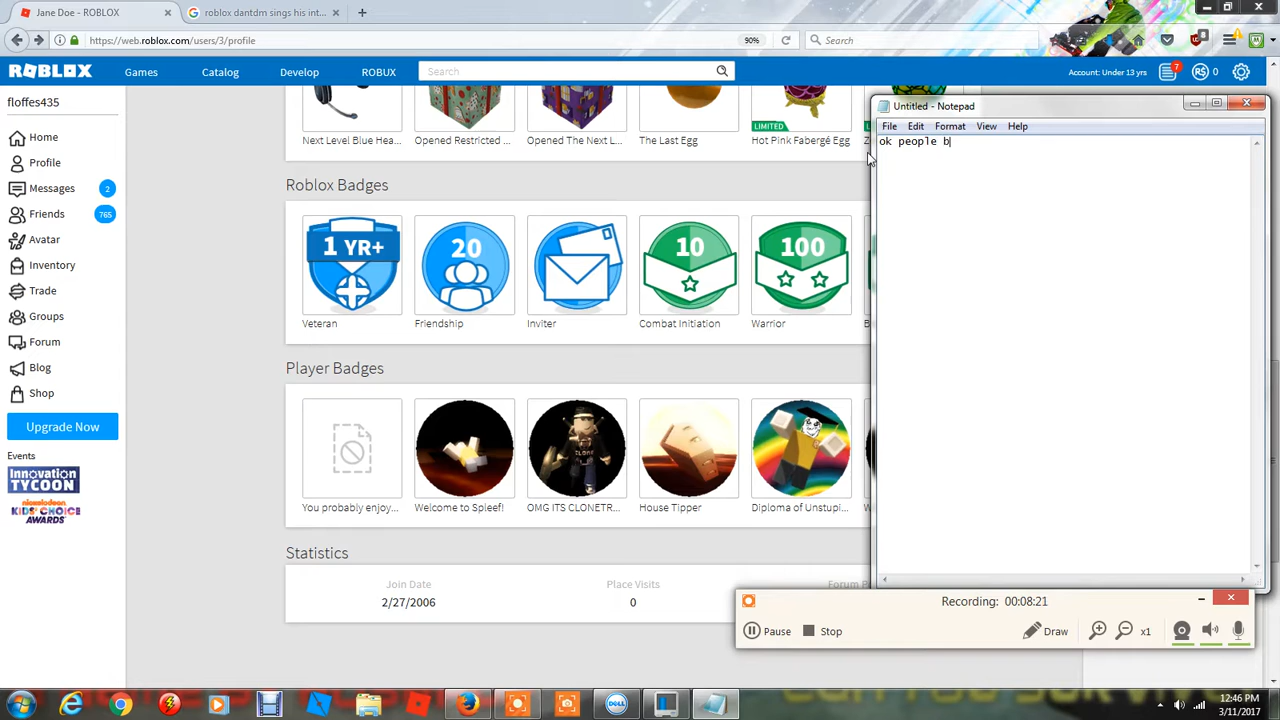 Jane Doe - ROBLOX
roblox dantdm sings his int...
https://web.roblox.com/users/3/profile
90%
Search
8
ROBLOX
Games
Catalog
Develop
ROBUX
Search
Account: Under 13 yrs
7
R$ 0
floffes435
Home
Profile
Messages
2
Friends
765
Avatar
Inventory
Trade
Groups
Forum
Blog
Shop
Upgrade Now
Events
INNOVATION
TYCOON
nickelodeon
KIDS' CHOICE
AWARDS
LIMITED
Next Level Blue Hea...
Opened Restricted ...
Opened The Next L...
The Last Egg
Hot Pink Fabergé Egg
Roblox Badges
1 YR+
20
10
100
Veteran
Friendship
Inviter
Combat Initiation
Warrior
Player Badges
CLONE
You probably enjoy...
Welcome to Spleef!
OMG ITS CLONETR...
House Tipper
Diploma of Unstupi...
Statistics
Join Date
Place Visits
Forum P
2/27/2006
0
Untitled - Notepad
File
Edit
Format
View
Help
ok people b
Recording: 00:08:21
Pause
Stop
Draw
x1
DELL
12:46 PM
3/11/2017